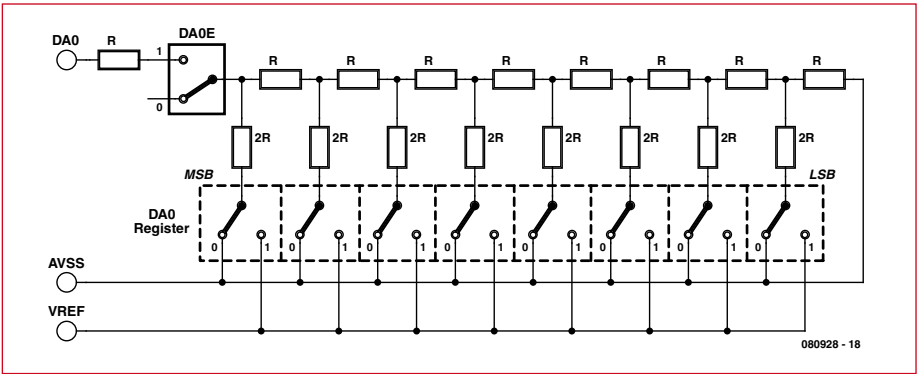 DA0 R DA0E R R R R R R R R
1
0
2R 2R 2R 2R 2R 2R 2R 2R
MSB LSB
DA0
Register
0 1 0 1 0 1 0 1 0 1 0 1 0 1 0 1
AVSS
VREF
080928 - 18